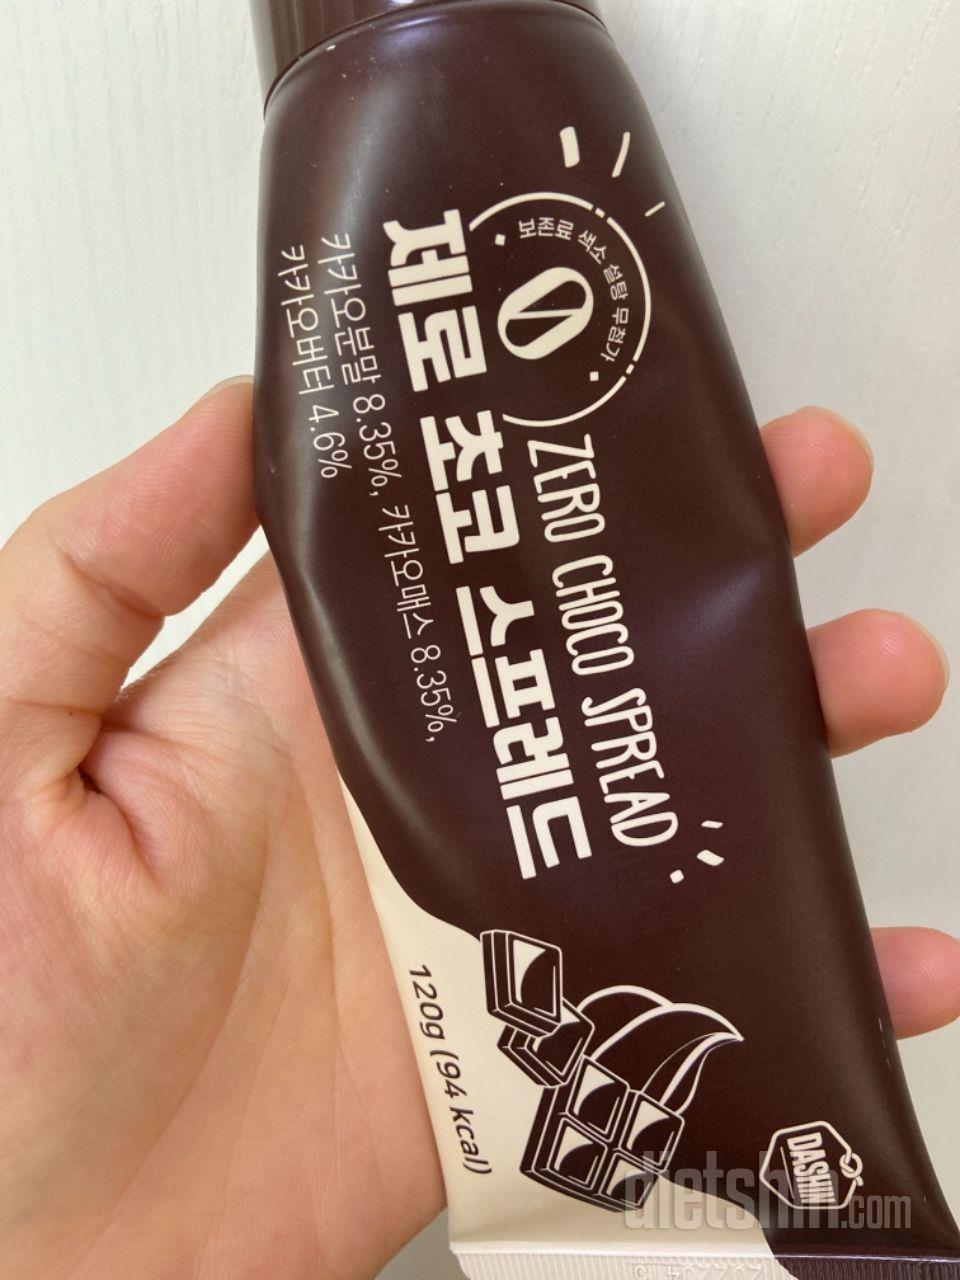 보존료 색소 설탕 무첨가
0
ZERO CHOCO SPREAD
제로 초코 스프레드
카카오분말 8.35%, 카카오매스 8.35%,
카카오버터 4.6%
120g (94 kcal)
DASHIN
dietshin.com